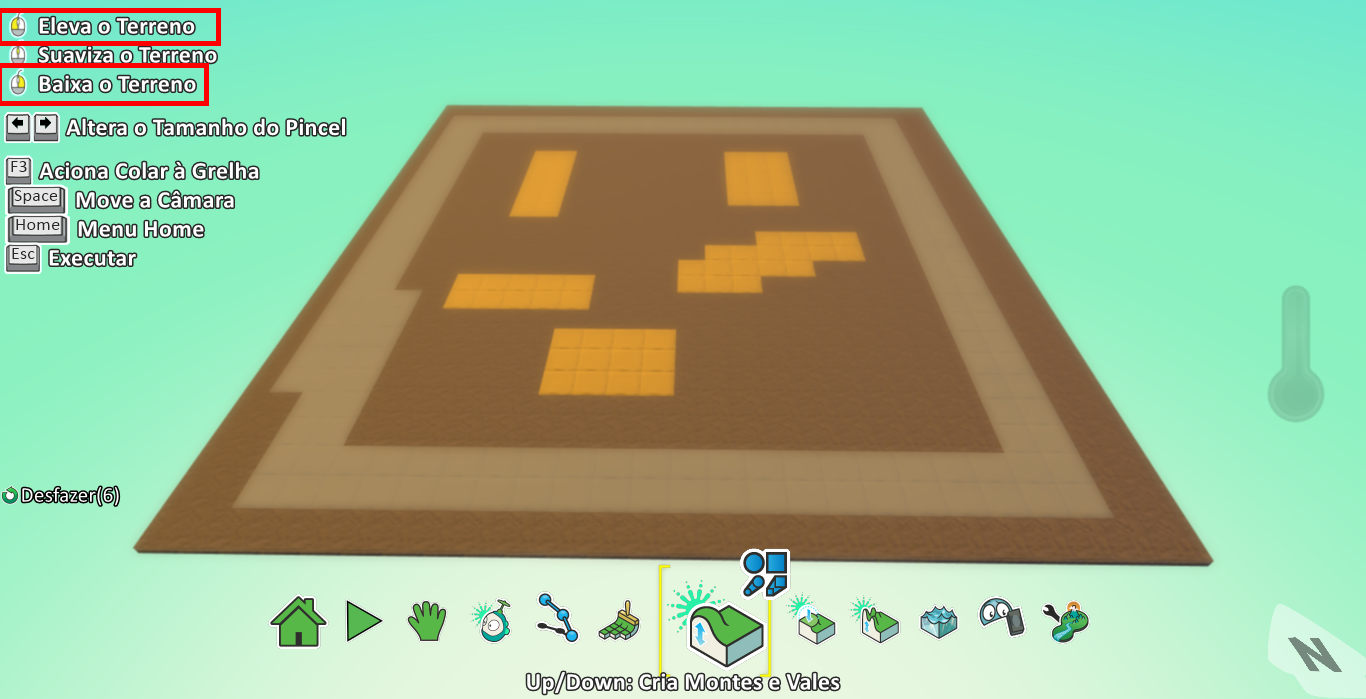 Eleva o Terreno
Suaviza o Terreno
Baixa o Terreno
Altera o Tamanho do Pincel
F3 Aciona Colar à Grelha
Space Move a Câmara
Home Menu Home
Esc Executar
Desfazer(6)
N
Up/Down: Cria Montes e Vales